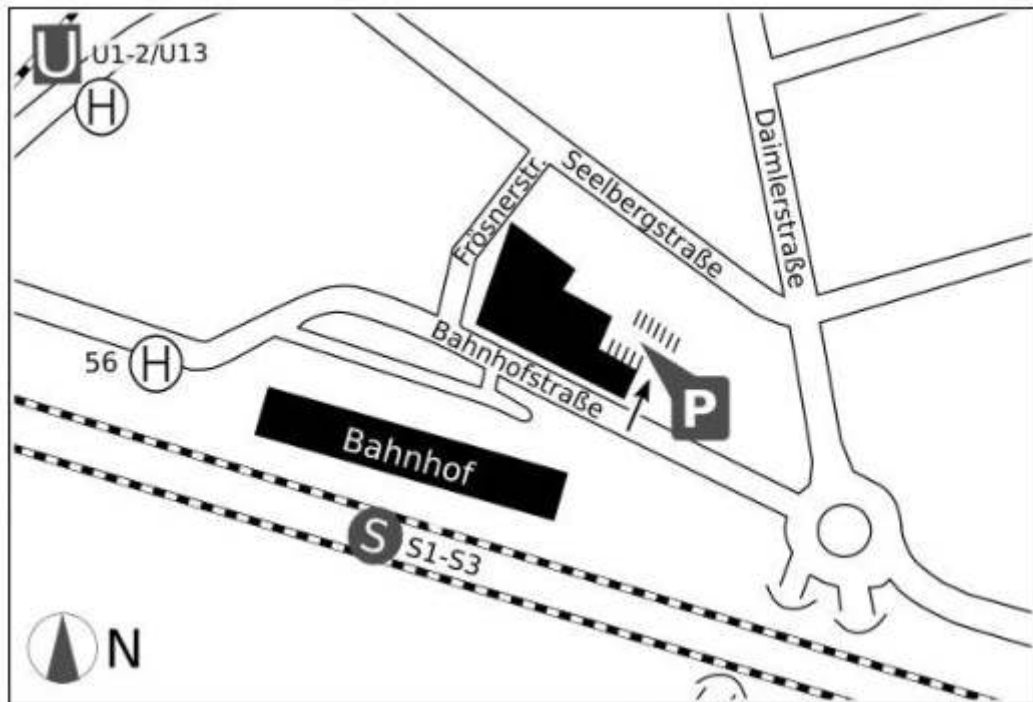 U U1-2/U13
H
Daimlerstraße
Seelbergstraße
Frösnerstr.
Bahnhofstraße
56 H
P
Bahnhof
S S1-S3
N